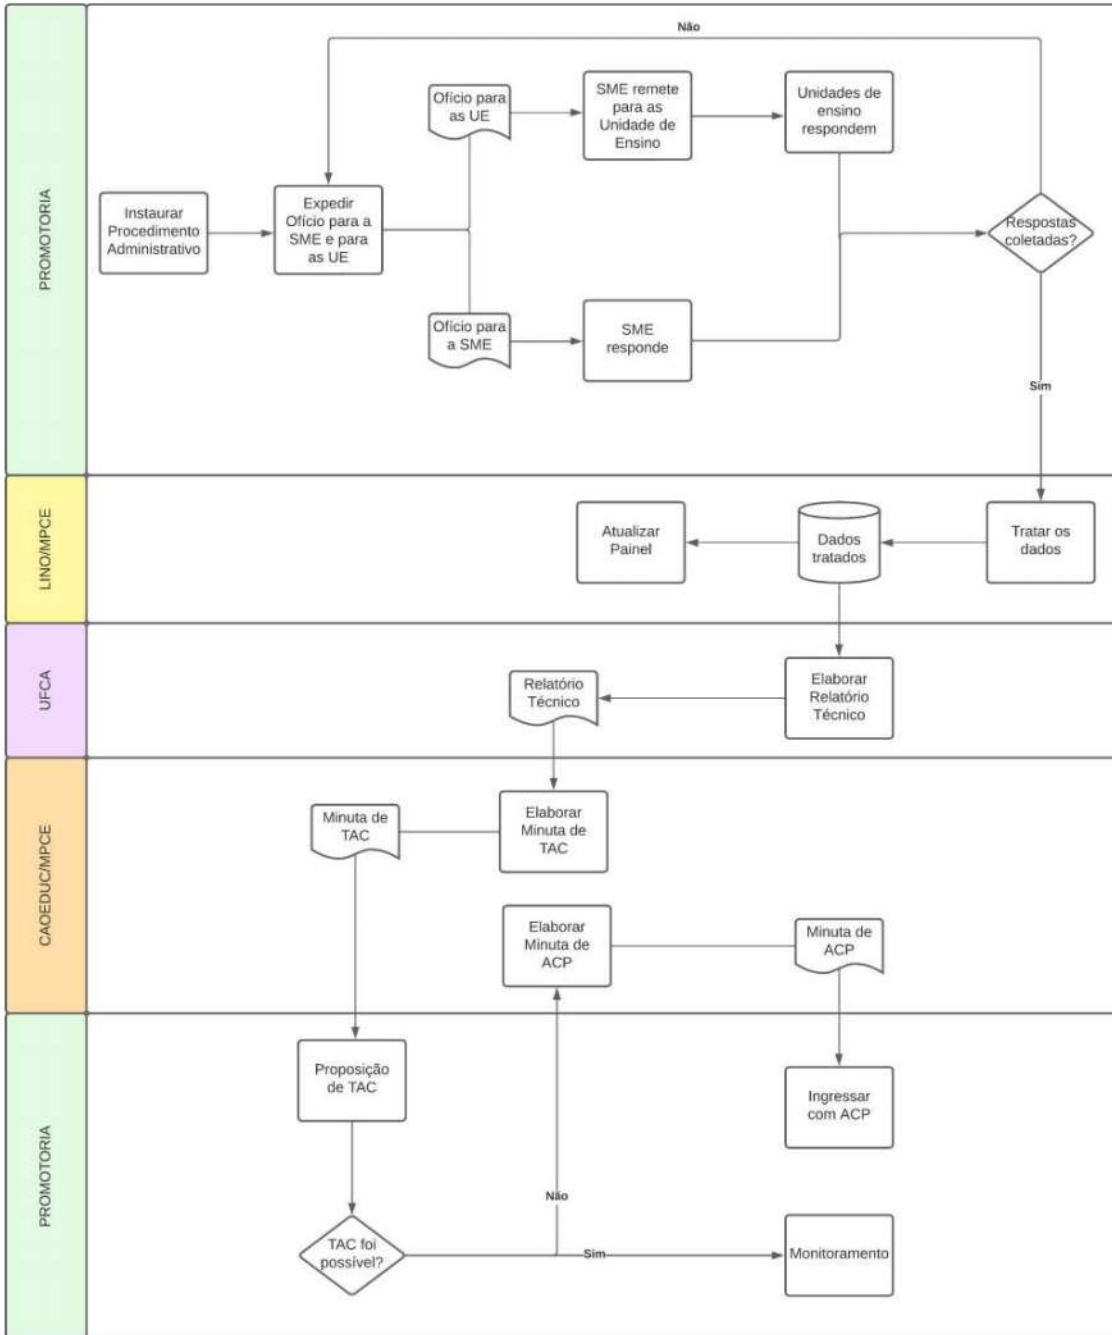 PROMOTORIA
Não
Ofício para
as UE
SME remete
para as
Unidade de
Ensino
Unidades de
ensino
respondem
Instaurar
Procedimento
Administrativo
Expedir
Ofício para a
SME e para
as UE
Respostas
coletadas?
Ofício para
a SME
SME
responde
Sim
LINO/MPCE
Atualizar
Painel
Dados
tratados
Tratar os
dados
UFCA
Relatório
Técnico
Elaborar
Relatório
Técnico
CAOEDUC/MPCE
Minuta de
TAC
Elaborar
Minuta de
TAC
Elaborar
Minuta de
ACP
Minuta de
ACP
PROMOTORIA
Proposição
de TAC
Ingressar
com ACP
Não
TAC foi
possível?
Sim
Monitoramento